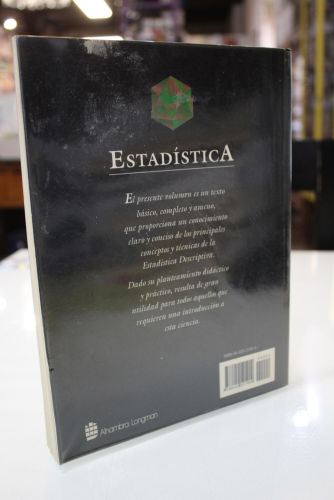 ESTADÍSTICA
El presente volumen es un texto
básico, completo y ameno,
que proporciona un conocimiento
claro y conciso de los principales
conceptos y técnicas de la
Estadística Descriptiva.
Dado su planteamiento didáctico
y práctico, resulta de gran
utilidad para todos aquellos que
requieren una introducción a
esta ciencia.
Alhambra Longman